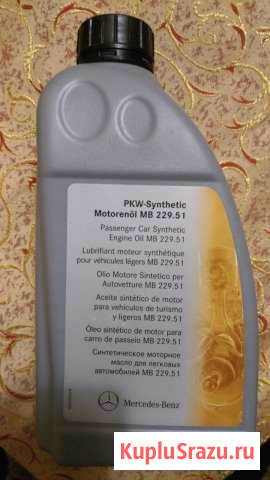 PKW-Synthetic
Motorenöl MB 229.51
Passenger Car Synthetic
Engine Oil MB 229.51
Lubrifiant moteur synthétique
pour véhicules légers MB 229.51
Olio Motore Sintetico per
Autovetture MB 229.51
Aceite sintético de motor
para vehículos de turismo
y ligeros MB 229.51
Óleo sintético de motor para
carro de passeio MB 229.51
Синтетическое моторное
масло для легковых
автомобилей MB 229.51
Mercedes-Benz
KupluSrazu.ru